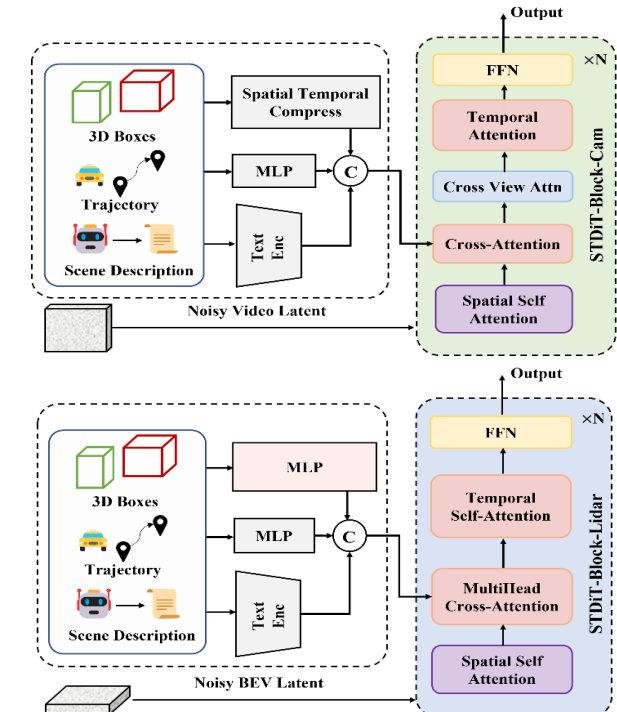 Output
FFN
×N
Spatial Temporal
Compress
Temporal
Attention
3D Boxes
MLP
C
Cross View Attn
Trajectory
Text
Enc
Cross-Attention
Scene Description
Spatial Self
Attention
STDiT-Block-Cam
Noisy Video Latent
Output
FFN
×N
MLP
3D Boxes
Temporal
Self-Attention
MLP
C
Trajectory
Text
Enc
MultiHead
Cross-Attention
Scene Description
Spatial Self
Attention
STDiT-Block-Lidar
Noisy BEV Latent